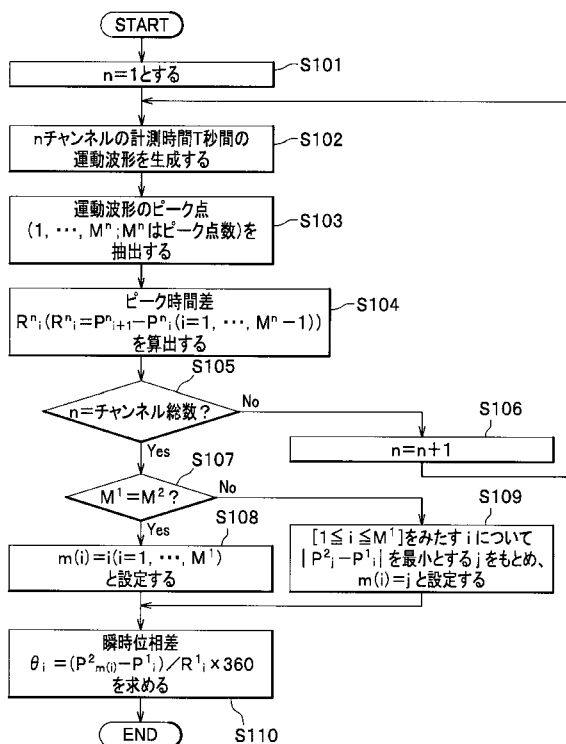 START
n=1とする
S101
nチャンネルの計測時間T秒間の
運動波形を生成する
S102
運動波形のピーク点
(1, ･･･, Mⁿ;Mⁿはピーク点数)を
抽出する
S103
ピーク時間差
Rⁿᵢ(Rⁿᵢ=Pⁿᵢ₊₁−Pⁿᵢ(i=1, ･･･, Mⁿ−1))
を算出する
S104
S105
n=チャンネル総数?
No
Yes
S106
n=n+1
S107
M¹=M²?
No
Yes
S108
m(i)=i(i=1, ･･･, M¹)
と設定する
S109
[1≦i≦M¹]をみたすiについて
|P²ⱼ−P¹ᵢ|を最小とするjをもとめ、
m(i)=jと設定する
瞬時位相差
θᵢ=(P²ₘ₍ᵢ₎−P¹ᵢ)/R¹ᵢ×360
を求める
S110
END